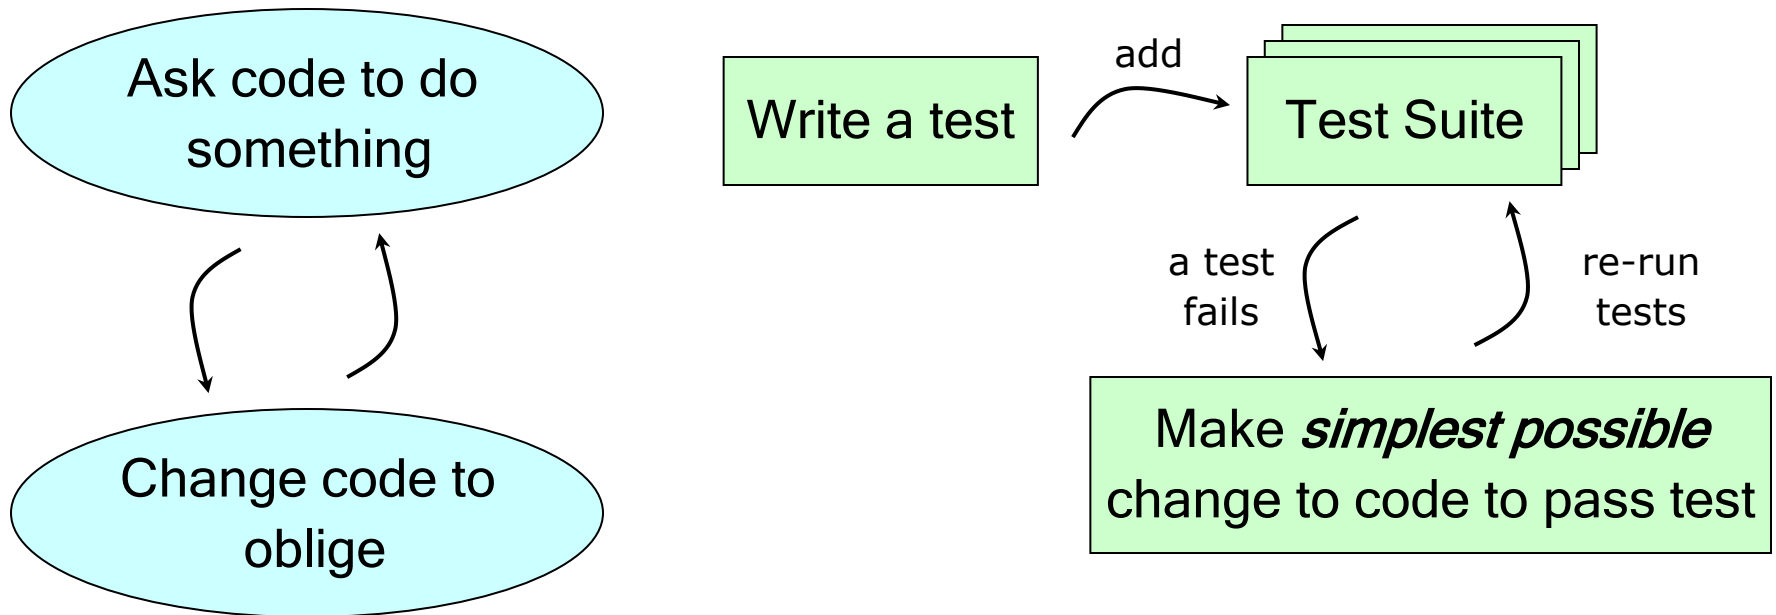 Ask code to do
something
Change code to
oblige
Write a test
add
Test Suite
a test
fails
re-run
tests
Make simplest possible
change to code to pass test